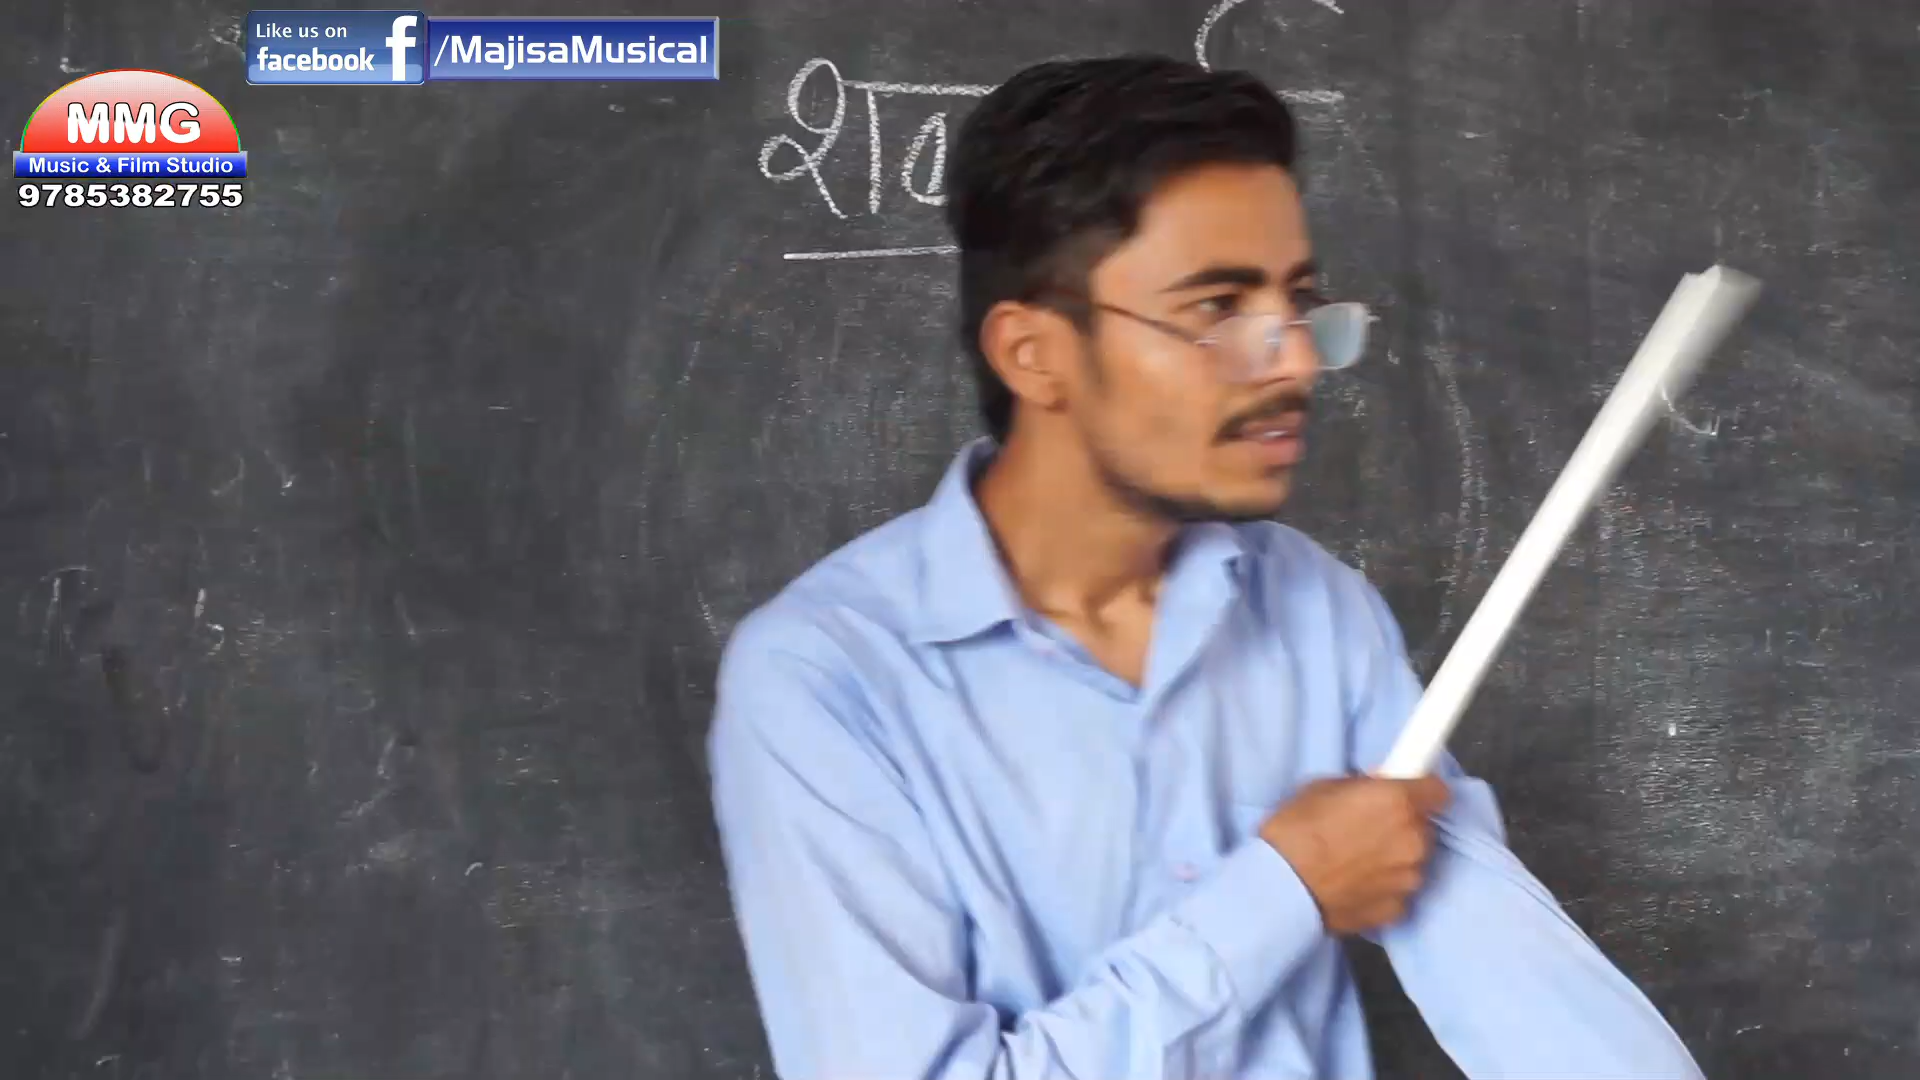 Like us on
facebook f /MajisaMusical
MMG
Music & Film Studio
9785382755